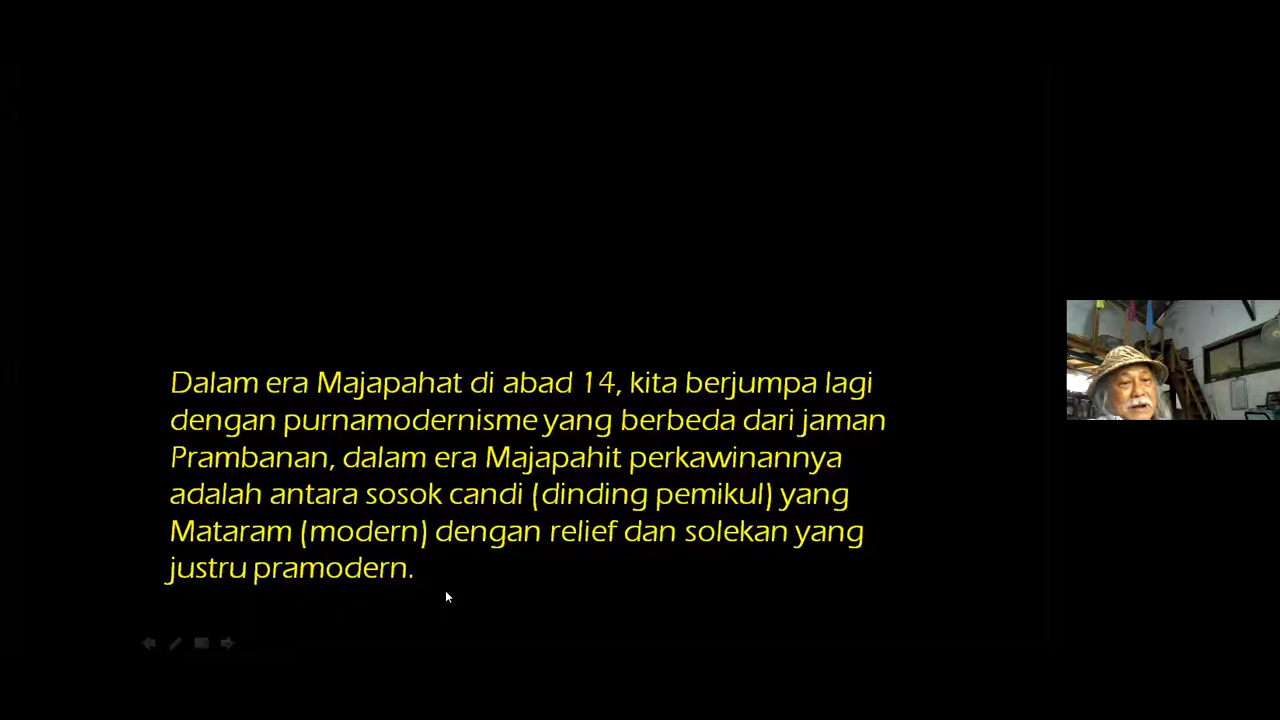 Dalam era Majapahat di abad 14, kita berjumpa lagi
dengan purnamodernisme yang berbeda dari jaman
Prambanan, dalam era Majapahit perkawinannya
adalah antara sosok candi (dinding pemikul) yang
Mataram (modern) dengan relief dan solekan yang
justru pramodern.